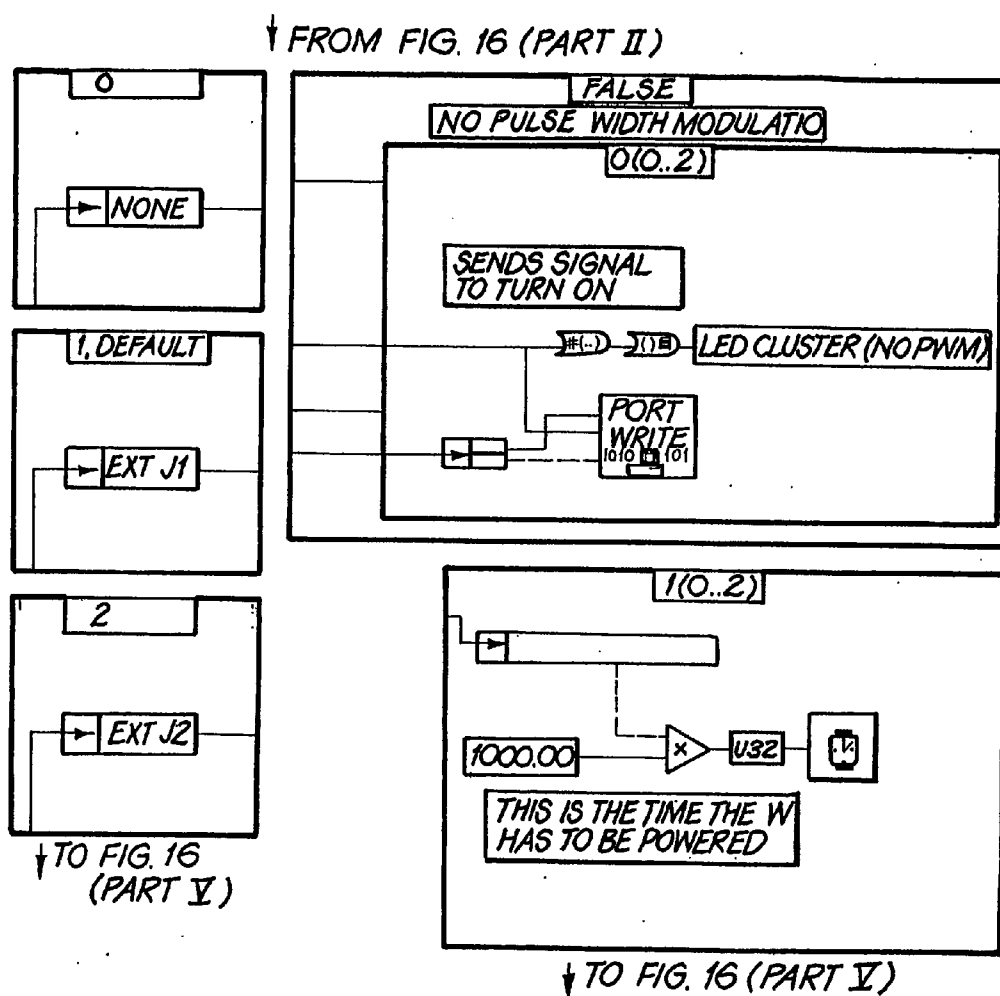 FROM FIG. 16 (PART II)
0
NONE
1, DEFAULT
EXT J1
2
EXT J2
TO FIG. 16
(PART V)
FALSE
NO PULSE WIDTH MODULATIO
0(0..2)
SENDS SIGNAL
TO TURN ON
#(..)
()
LED CLUSTER (NO PWM)
PORT
WRITE
1010 101
1(0..2)
1000.00
X
U32
THIS IS THE TIME THE W
HAS TO BE POWERED
TO FIG. 16 (PART V)